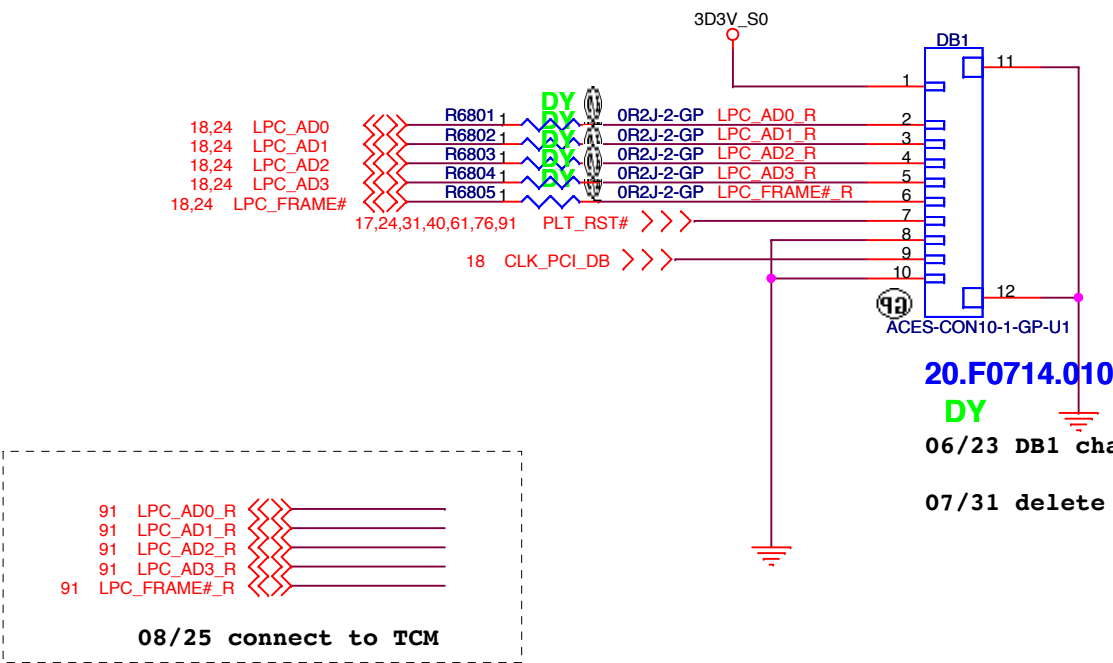 3D3V_S0
DB1
11
1
DY
R6801 1 DY 0R2J-2-GP LPC_AD0_R 2
18,24 LPC_AD0
R6802 1 DY 0R2J-2-GP LPC_AD1_R 3
18,24 LPC_AD1
R6803 1 DY 0R2J-2-GP LPC_AD2_R 4
18,24 LPC_AD2
R6804 1 DY 0R2J-2-GP LPC_AD3_R 5
18,24 LPC_AD3
R6805 1 0R2J-2-GP LPC_FRAME#_R 6
18,24 LPC_FRAME#
17,24,31,40,61,76,91 PLT_RST# 7
8
18 CLK_PCI_DB 9
10
12
GP
ACES-CON10-1-GP-U1
20.F0714.010
DY
06/23 DB1 cha
07/31 delete
91 LPC_AD0_R
91 LPC_AD1_R
91 LPC_AD2_R
91 LPC_AD3_R
91 LPC_FRAME#_R
08/25 connect to TCM